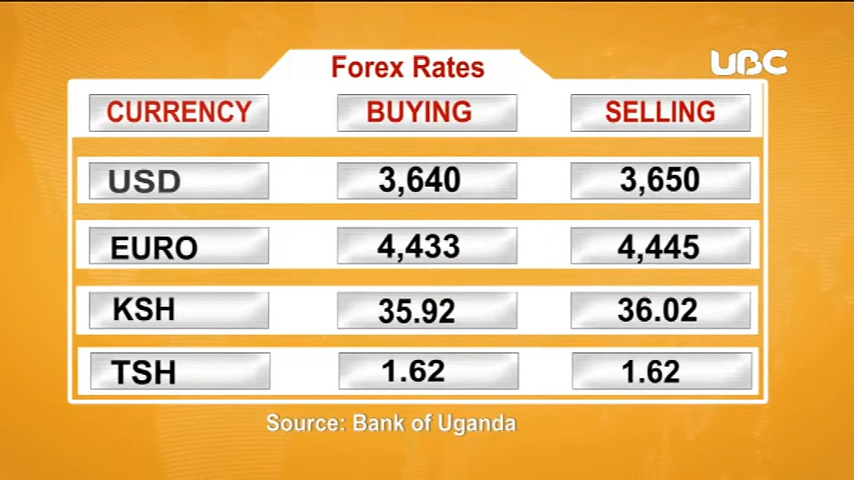 Forex Rates
UBC
CURRENCY BUYING SELLING
USD 3,640 3,650
EURO 4,433 4,445
KSH 35.92 36.02
TSH 1.62 1.62
Source: Bank of Uganda